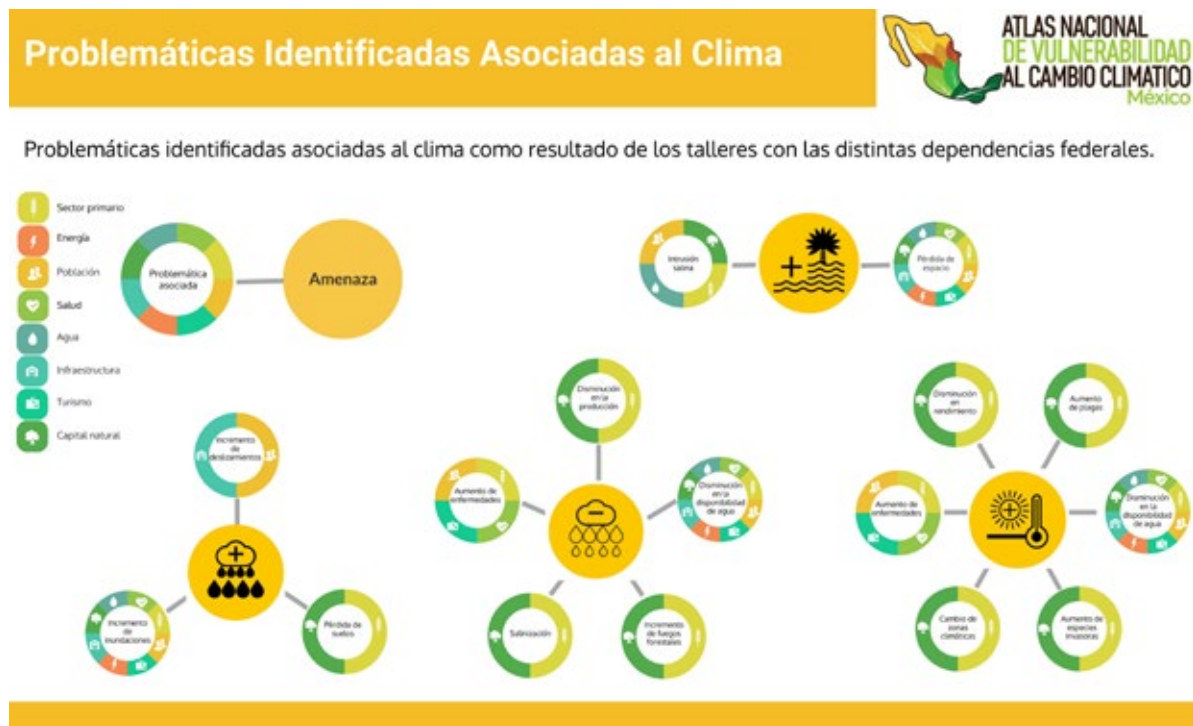 Problemáticas Identificadas Asociadas al Clima
ATLAS NACIONAL
DE VULNERABILIDAD
AL CAMBIO CLIMATICO
México
Problemáticas identificadas asociadas al clima como resultado de los talleres con las distintas dependencias federales.
Sector primario
Energía
Población
Salud
Agua
Infraestructura
Turismo
Capital natural
Problemática
asociada
Amenaza
Intrusión
salina
Pérdida de
espacio
Incremento
de
deslizamientos
Incremento
de
inundaciones
Pérdida de
suelos
Disminución
en la
producción
Aumento de
enfermedades
Disminución
en la
disponibilidad
de agua
Salinización
Incremento
de fuegos
forestales
Disminución
en
rendimiento
Aumento
de plagas
Aumento de
enfermedades
Disminución
en la
disponibilidad
de agua
Cambio de
zonas
climáticas
Aumento de
especies
invasoras